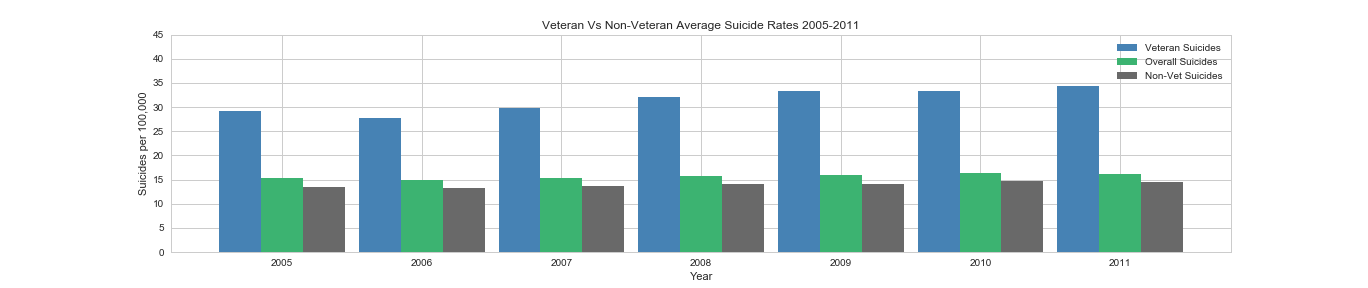 Veteran Vs Non-Veteran Average Suicide Rates 2005-2011
45
40
35
30
25
20
15
10
5
0
Suicides per 100,000
Veteran Suicides
Overall Suicides
Non-Vet Suicides
2005 2006 2007 2008 2009 2010 2011
Year